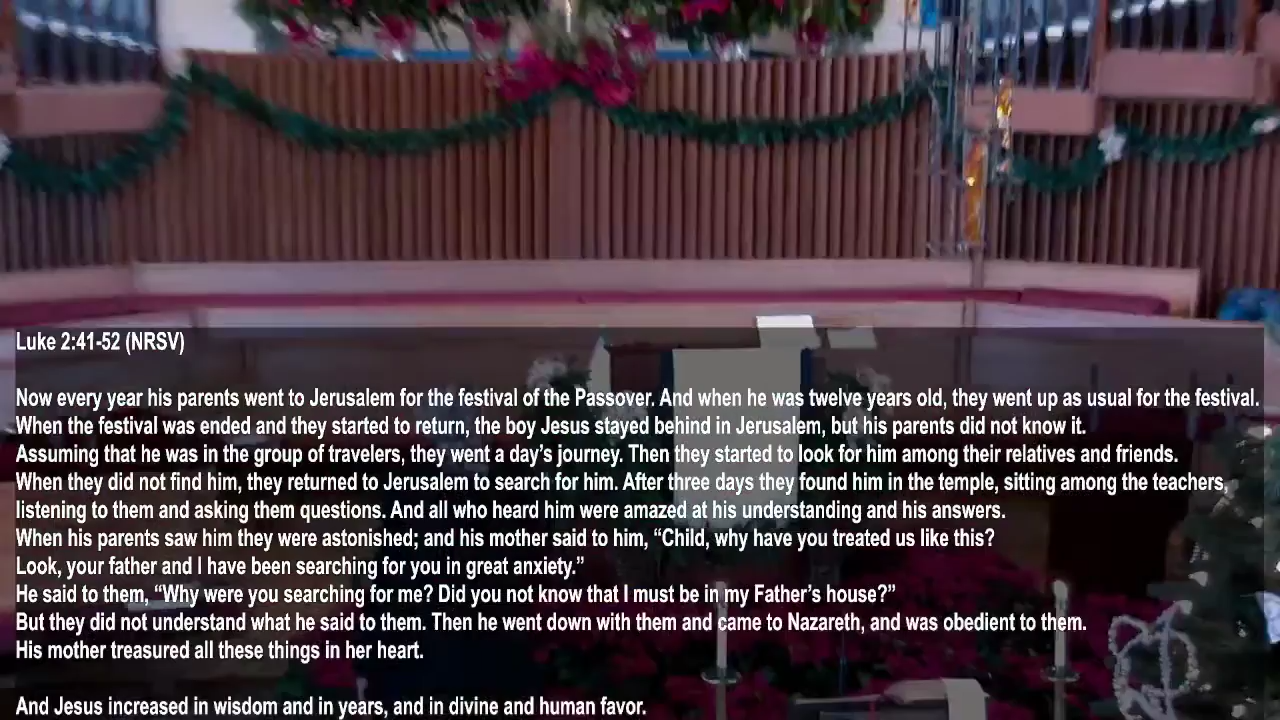 Luke 2:41-52 (NRSV)
Now every year his parents went to Jerusalem for the festival of the Passover. And when he was twelve years old, they went up as usual for the festival.
When the festival was ended and they started to return, the boy Jesus stayed behind in Jerusalem, but his parents did not know it.
Assuming that he was in the group of travelers, they went a day’s journey. Then they started to look for him among their relatives and friends.
When they did not find him, they returned to Jerusalem to search for him. After three days they found him in the temple, sitting among the teachers,
listening to them and asking them questions. And all who heard him were amazed at his understanding and his answers.
When his parents saw him they were astonished; and his mother said to him, “Child, why have you treated us like this?
Look, your father and I have been searching for you in great anxiety.”
He said to them, “Why were you searching for me? Did you not know that I must be in my Father’s house?”
But they did not understand what he said to them. Then he went down with them and came to Nazareth, and was obedient to them.
His mother treasured all these things in her heart.
And Jesus increased in wisdom and in years, and in divine and human favor.